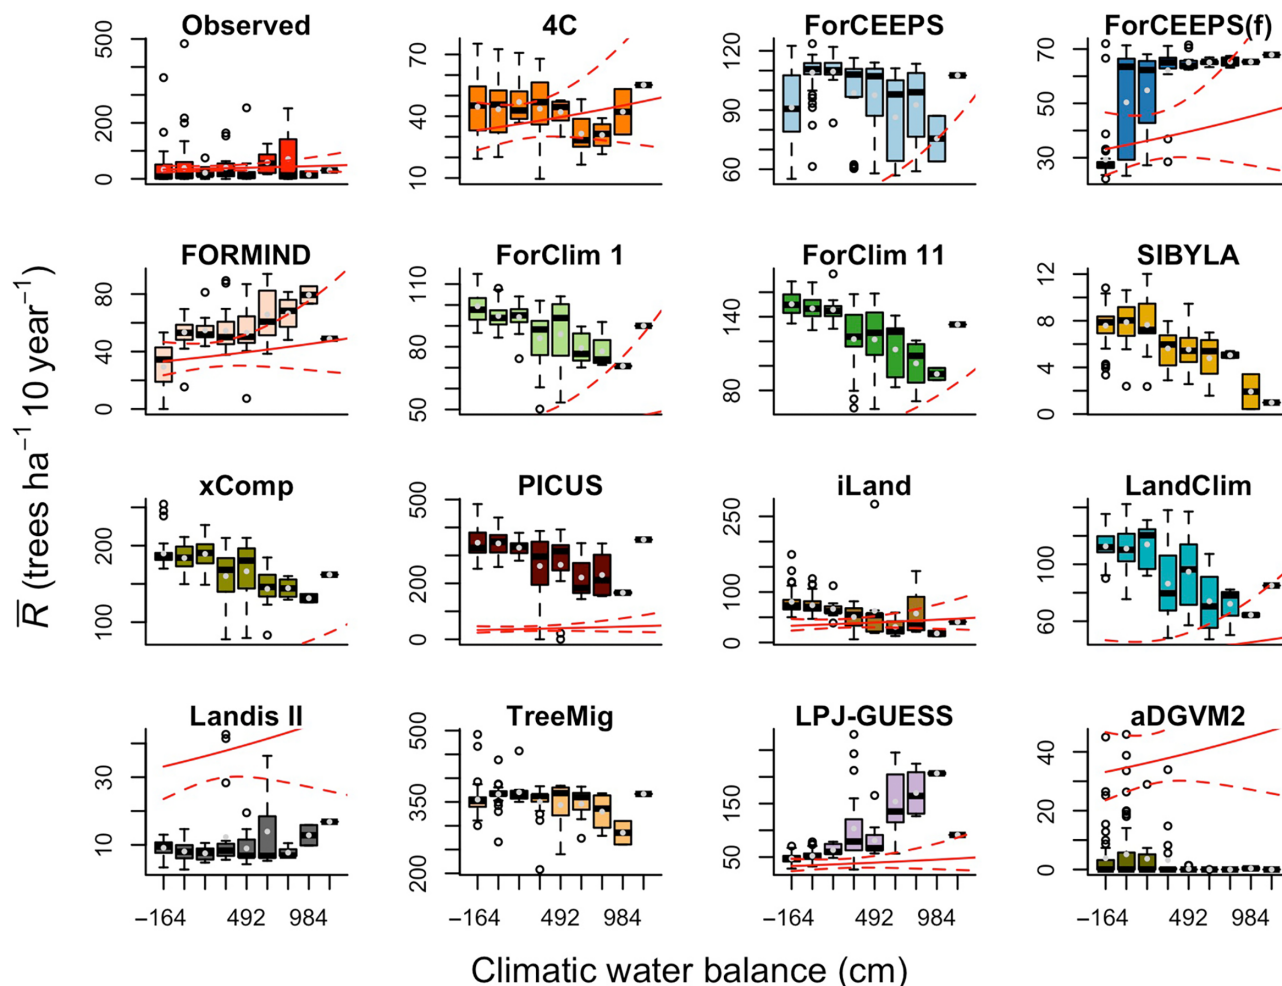 Observed
4C
ForCEEPS
ForCEEPS(f)
0 200 500
10 40 70
60 90 120
30 50 70
FORMIND
ForClim 1
ForClim 11
SIBYLA
0 40 80
50 80 110
80 140
0 4 8 12
R (trees ha−1 10 year−1)
xComp
PICUS
iLand
LandClim
100 200
0 200 500
0 100 250
60 100
Landis II
TreeMig
LPJ-GUESS
aDGVM2
10 30
200 350 500
50 150
0 20 40
−164 492 984
−164 492 984
−164 492 984
−164 492 984
Climatic water balance (cm)